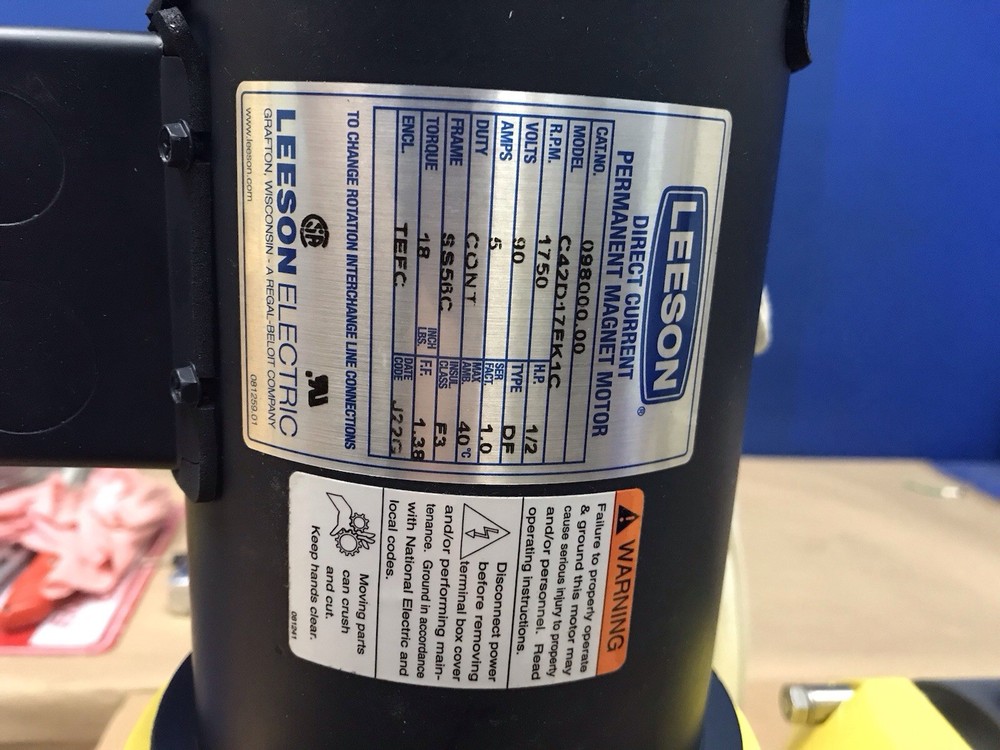 LEESON®
DIRECT CURRENT
PERMANENT MAGNET MOTOR
CAT.NO. 098000.00
MODEL C42D17FK1C
R.P.M. 1750 H.P. 1/2
VOLTS 90 TYPE DF
AMPS 5 SER. FACT. 1.0
DUTY CONT MAX AMB. 40 °C
FRAME SS56C INSUL CLASS F3
TORQUE 18 INCH LBS. F.F. 1.38
ENCL. TEFC DATE CODE J22G
TO CHANGE ROTATION INTERCHANGE LINE CONNECTIONS
SA
LEESON ELECTRIC
GRAFTON, WISCONSIN - A REGAL-BELOIT COMPANY
www.leeson.com 081259.01
WARNING
Failure to properly operate
& ground this motor may
cause serious injury to property
and/or personnel. Read
operating instructions.
Disconnect power
before removing
terminal box cover
and/or performing main-
tenance. Ground in accordance
with National Electric and
local codes.
Moving parts
can crush
and cut.
Keep hands clear.
081241